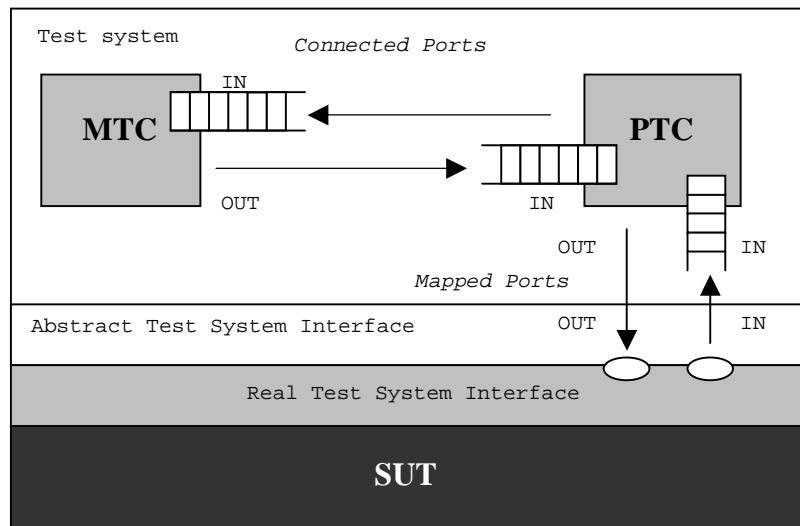 Test system
Connected Ports
IN
MTC
PTC
OUT
IN
OUT
IN
Mapped Ports
Abstract Test System Interface
OUT
IN
Real Test System Interface
SUT